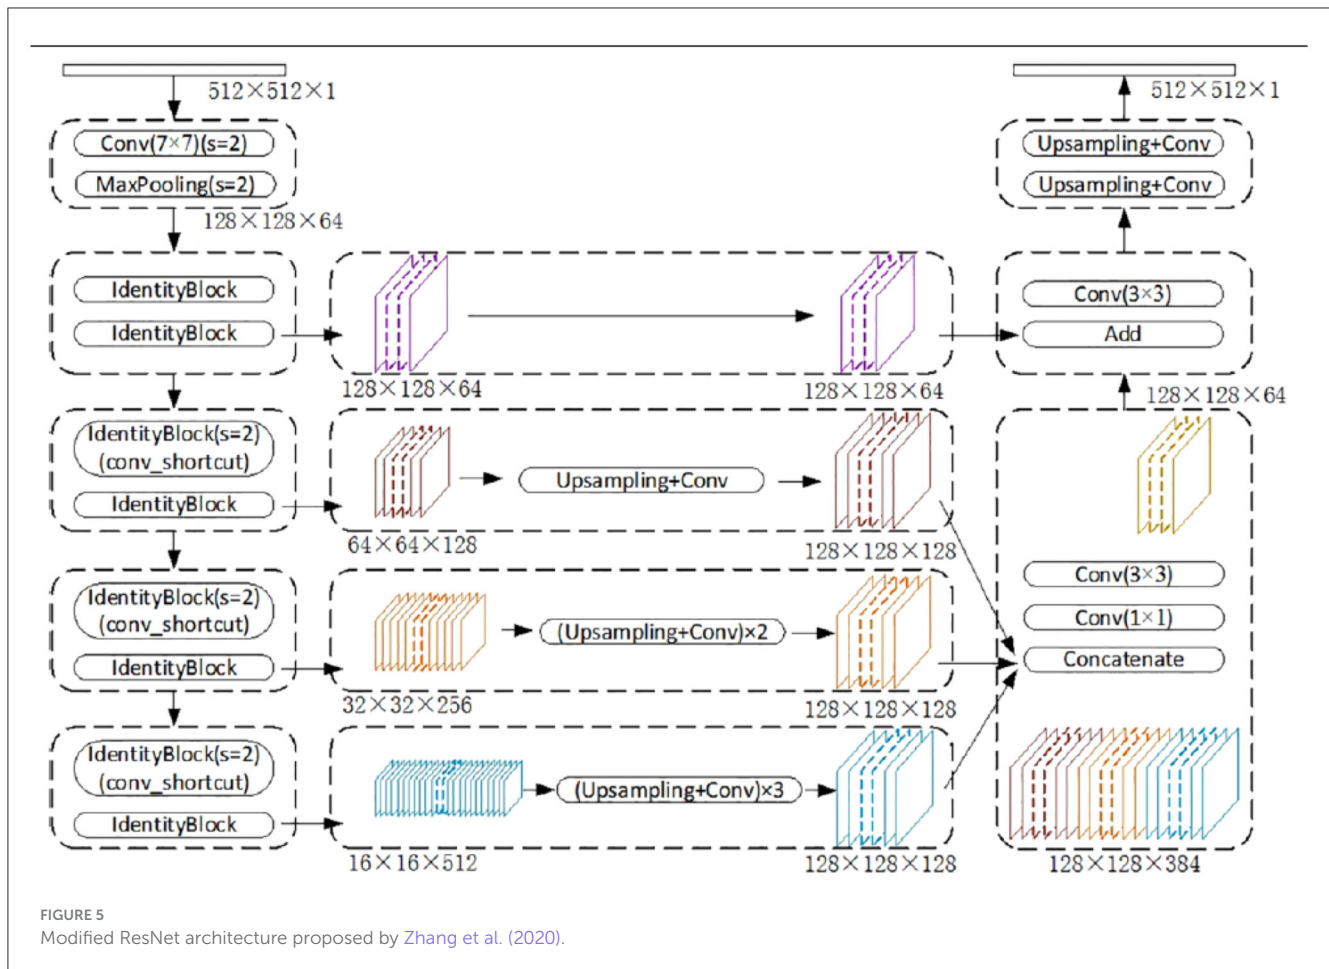 512×512×1
Conv(7×7)(s=2)
MaxPooling(s=2)
128×128×64
IdentityBlock
IdentityBlock
IdentityBlock(s=2)
(conv_shortcut)
IdentityBlock
IdentityBlock(s=2)
(conv_shortcut)
IdentityBlock
IdentityBlock(s=2)
(conv_shortcut)
IdentityBlock
128×128×64
128×128×64
64×64×128
Upsampling+Conv
128×128×128
32×32×256
(Upsampling+Conv)×2
128×128×128
16×16×512
(Upsampling+Conv)×3
128×128×128
512×512×1
Upsampling+Conv
Upsampling+Conv
Conv(3×3)
Add
128×128×64
Conv(3×3)
Conv(1×1)
Concatenate
128×128×384
FIGURE 5
Modified ResNet architecture proposed by Zhang et al. (2020).